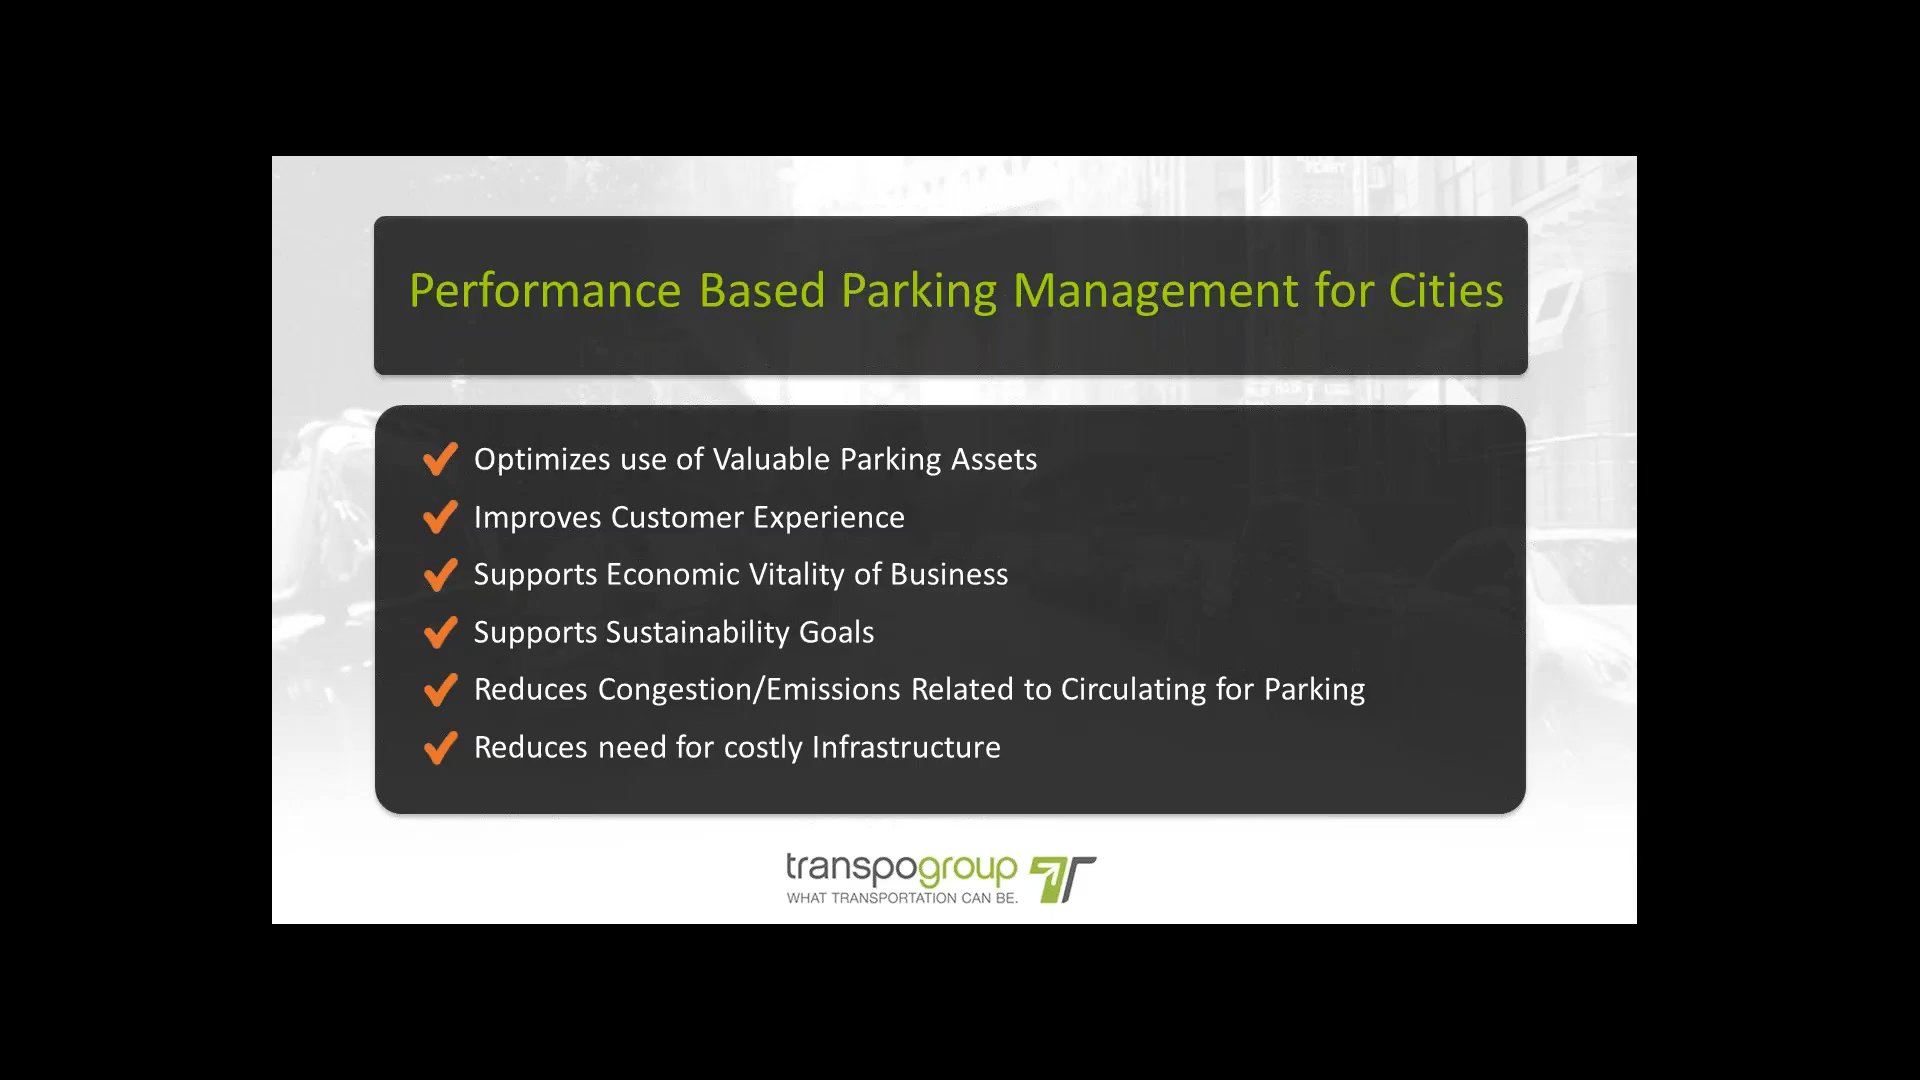 Performance Based Parking Management for Cities
Optimizes use of Valuable Parking Assets
Improves Customer Experience
Supports Economic Vitality of Business
Supports Sustainability Goals
Reduces Congestion/Emissions Related to Circulating for Parking
Reduces need for costly Infrastructure
transpogroup
WHAT TRANSPORTATION CAN BE.